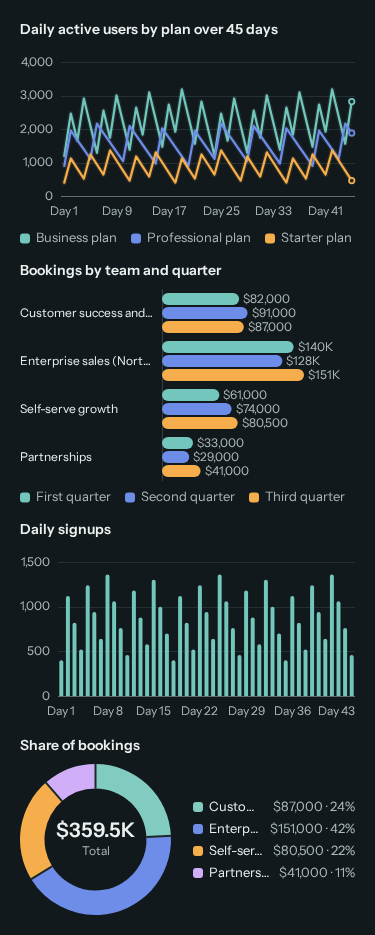 Daily active users by plan over 45 days
4,000
3,000
2,000
1,000
0
Day 1 Day 9 Day 17 Day 25 Day 33 Day 41
Business plan Professional plan Starter plan
Bookings by team and quarter
Customer success and...
$82,000
$91,000
$87,000
Enterprise sales (Nort...
$140K
$128K
$151K
Self-serve growth
$61,000
$74,000
$80,500
Partnerships
$33,000
$29,000
$41,000
First quarter Second quarter Third quarter
Daily signups
1,500
1,000
500
0
Day 1 Day 8 Day 15 Day 22 Day 29 Day 36 Day 43
Share of bookings
$359.5K
Total
Custo... $87,000 · 24%
Enterp... $151,000 · 42%
Self-ser... $80,500 · 22%
Partners... $41,000 · 11%